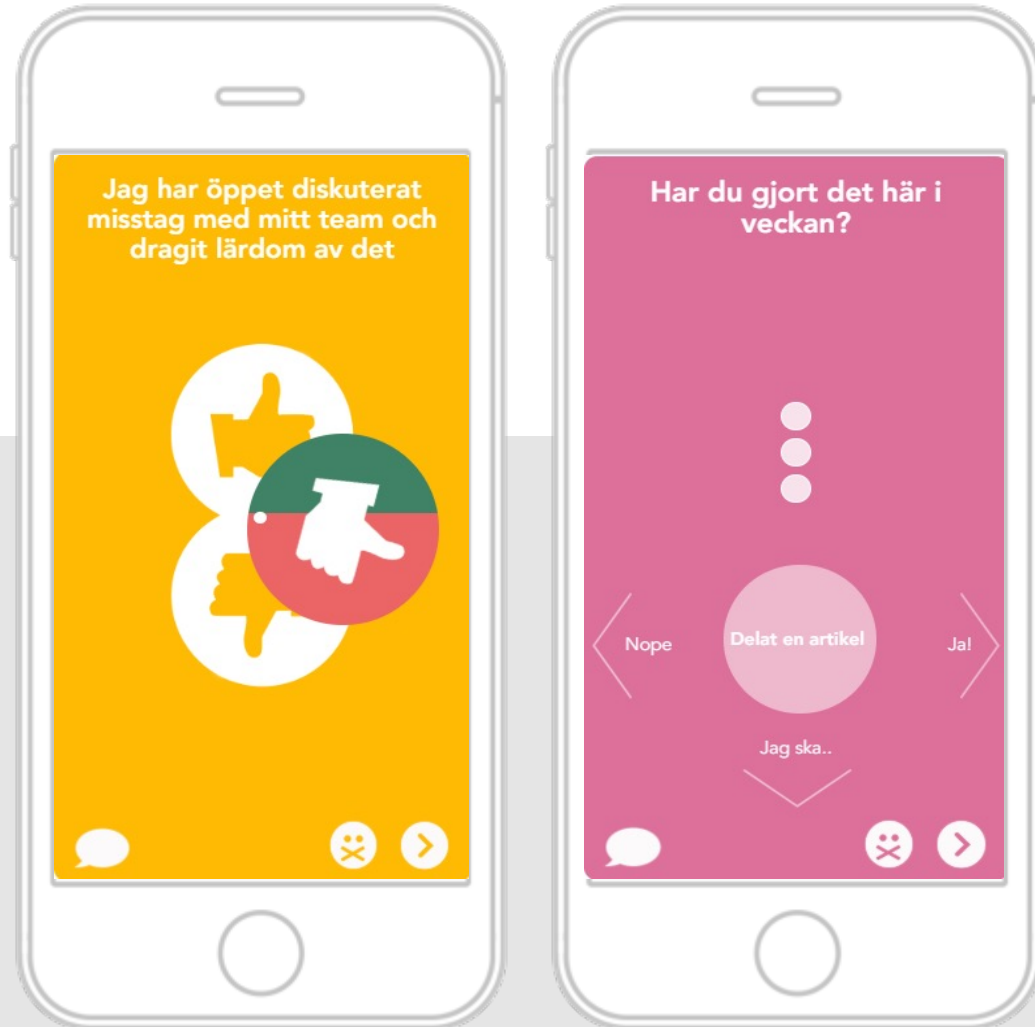 Jag har öppet diskuterat
misstag med mitt team och
dragit lärdom av det
Har du gjort det här i
veckan?
Nope
Delat en artikel
Ja!
Jag ska..